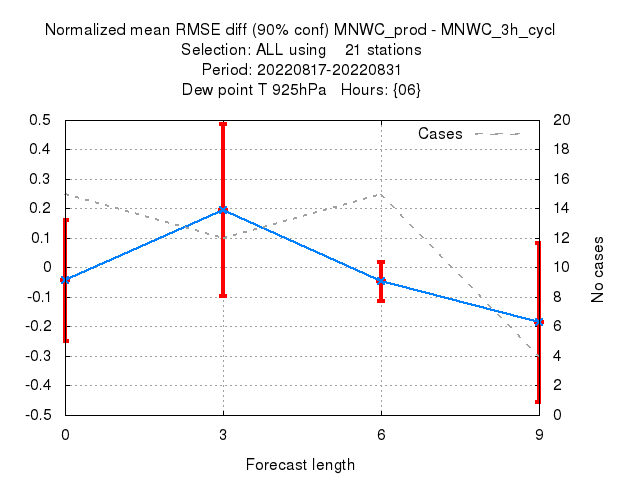 Normalized mean RMSE diff (90% conf) MNWC_prod - MNWC_3h_cycl
Selection: ALL using    21 stations
Period: 20220817-20220831
Dew point T 925hPa   Hours: {06}
0.5
0.4
0.3
0.2
0.1
0
-0.1
-0.2
-0.3
-0.4
-0.5
Cases
20
18
16
14
12
10
8
6
4
2
0
No cases
0 3 6 9
Forecast length